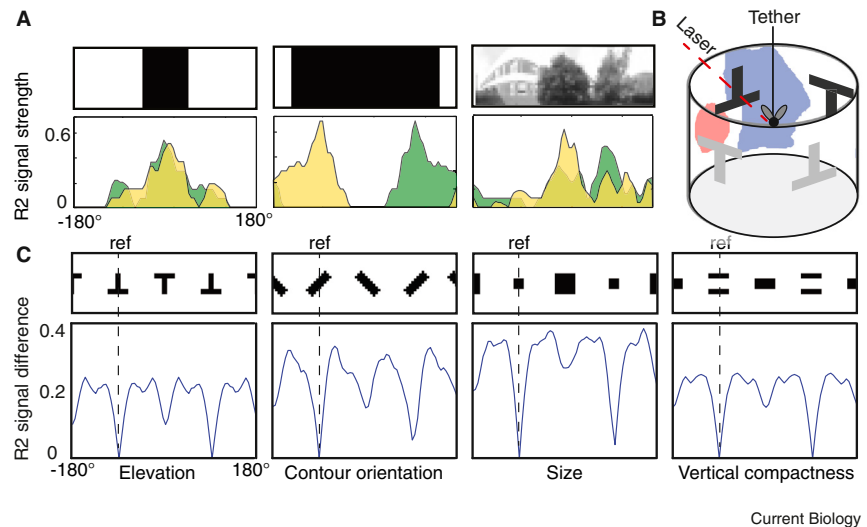 A
B
Tether
Laser
R2 signal strength
0.6
0
-180°
180°
C
ref
ref
ref
ref
R2 signal difference
0.4
0.2
0
-180°
180°
Elevation
Contour orientation
Size
Vertical compactness
Current Biology